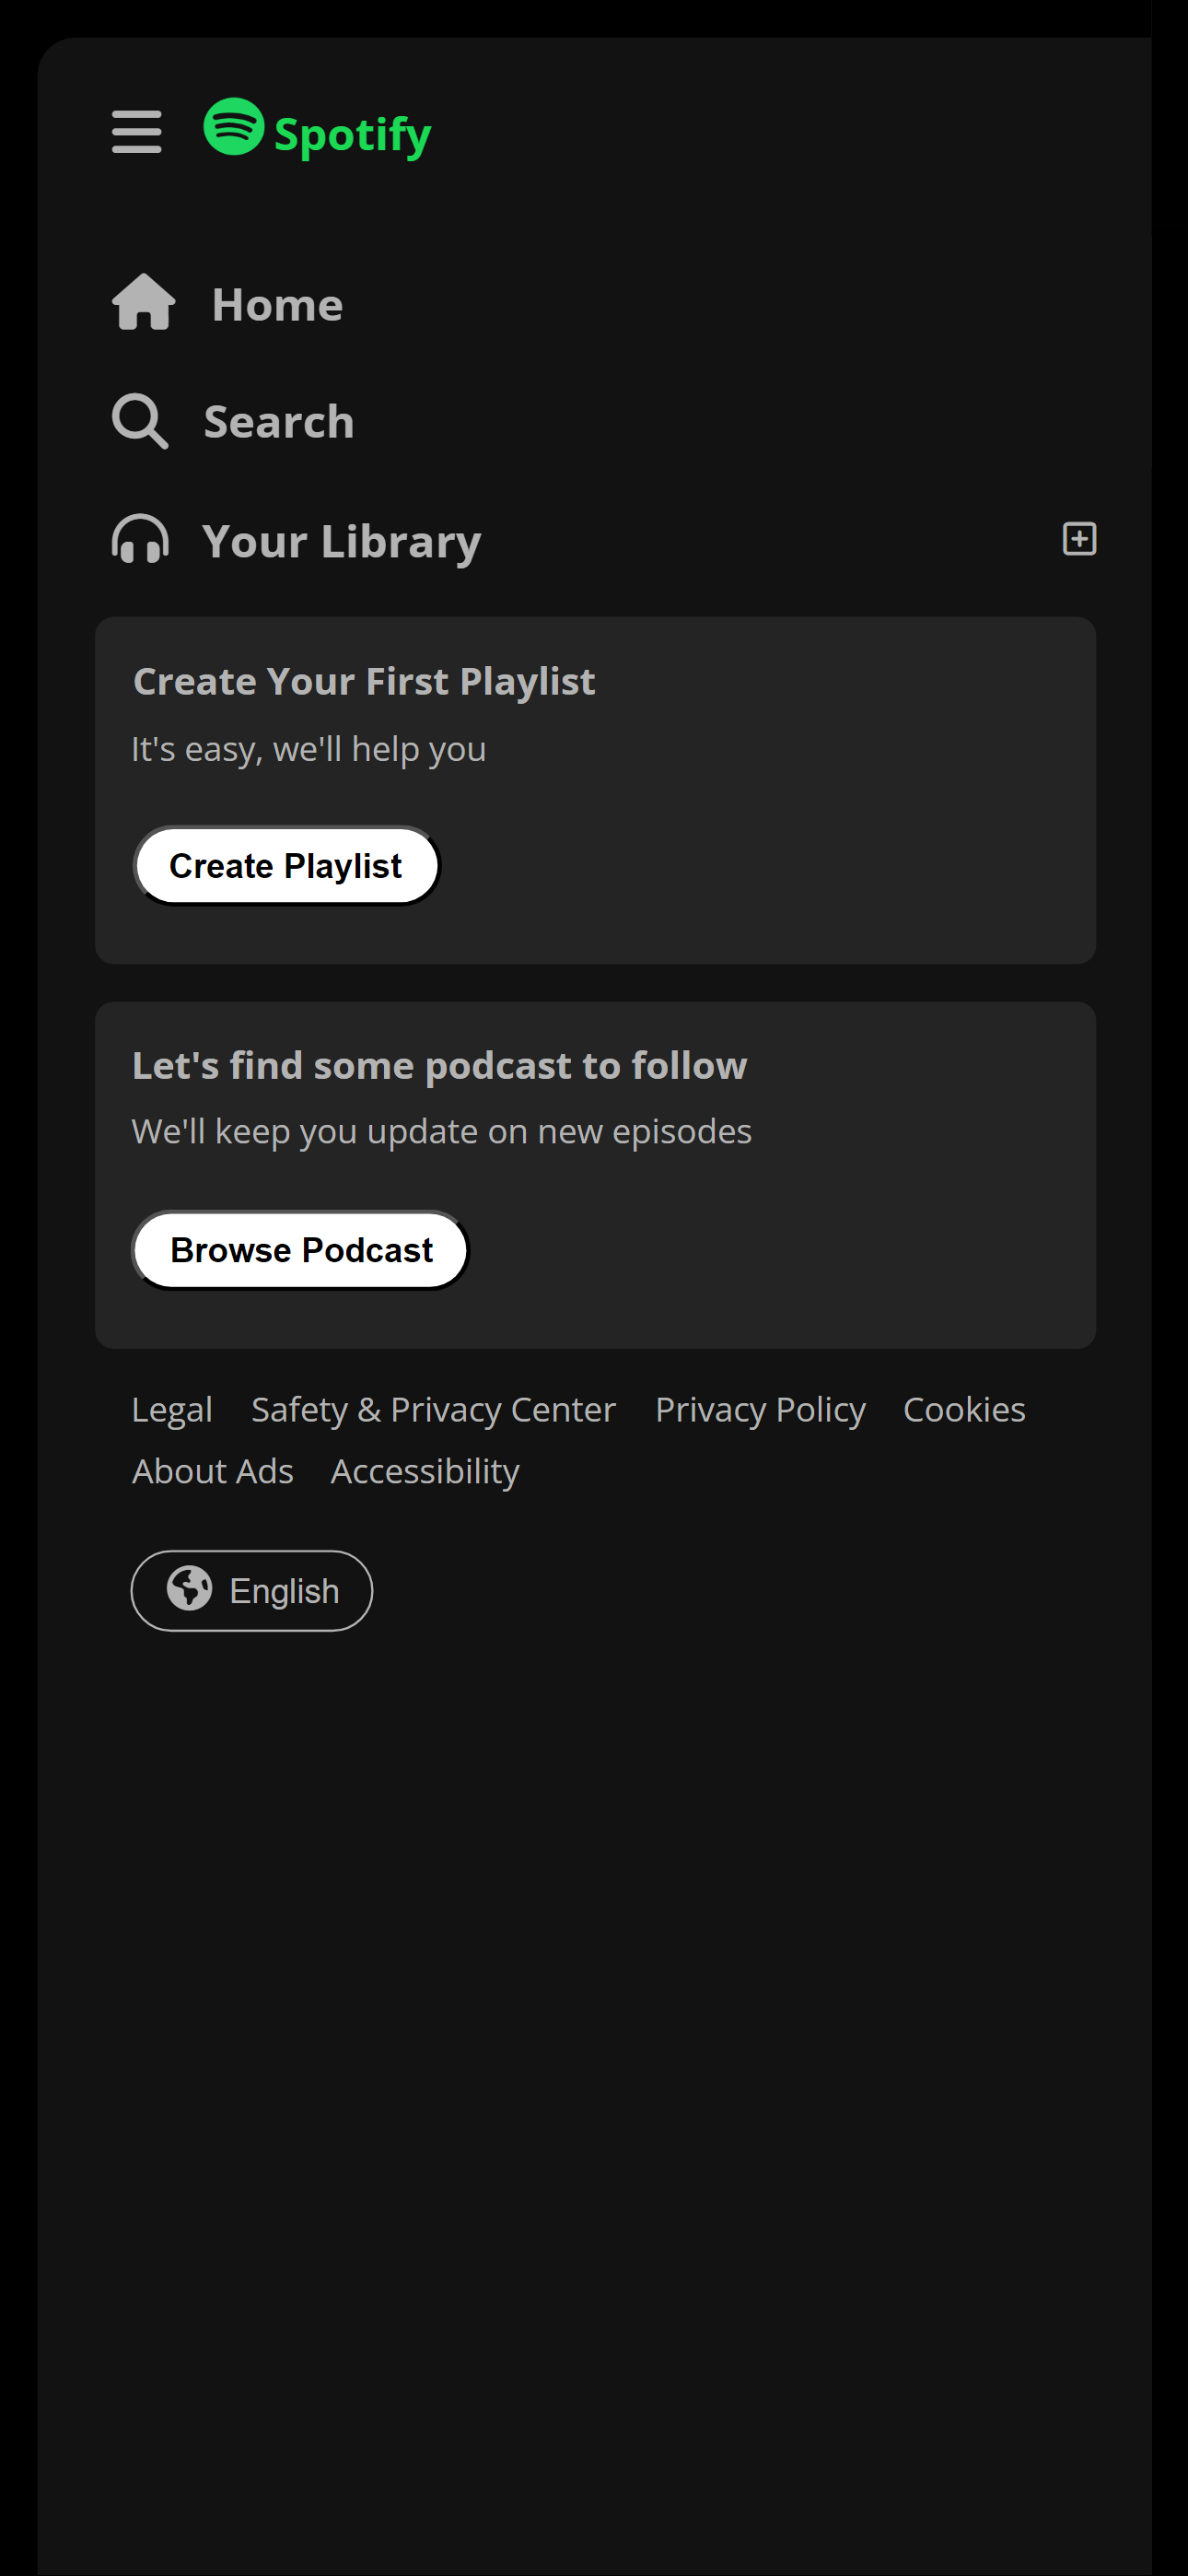 Spotify
Home
Search
Your Library
Create Your First Playlist
It's easy, we'll help you
Create Playlist
Let's find some podcast to follow
We'll keep you update on new episodes
Browse Podcast
Legal Safety & Privacy Center Privacy Policy Cookies
About Ads Accessibility
English